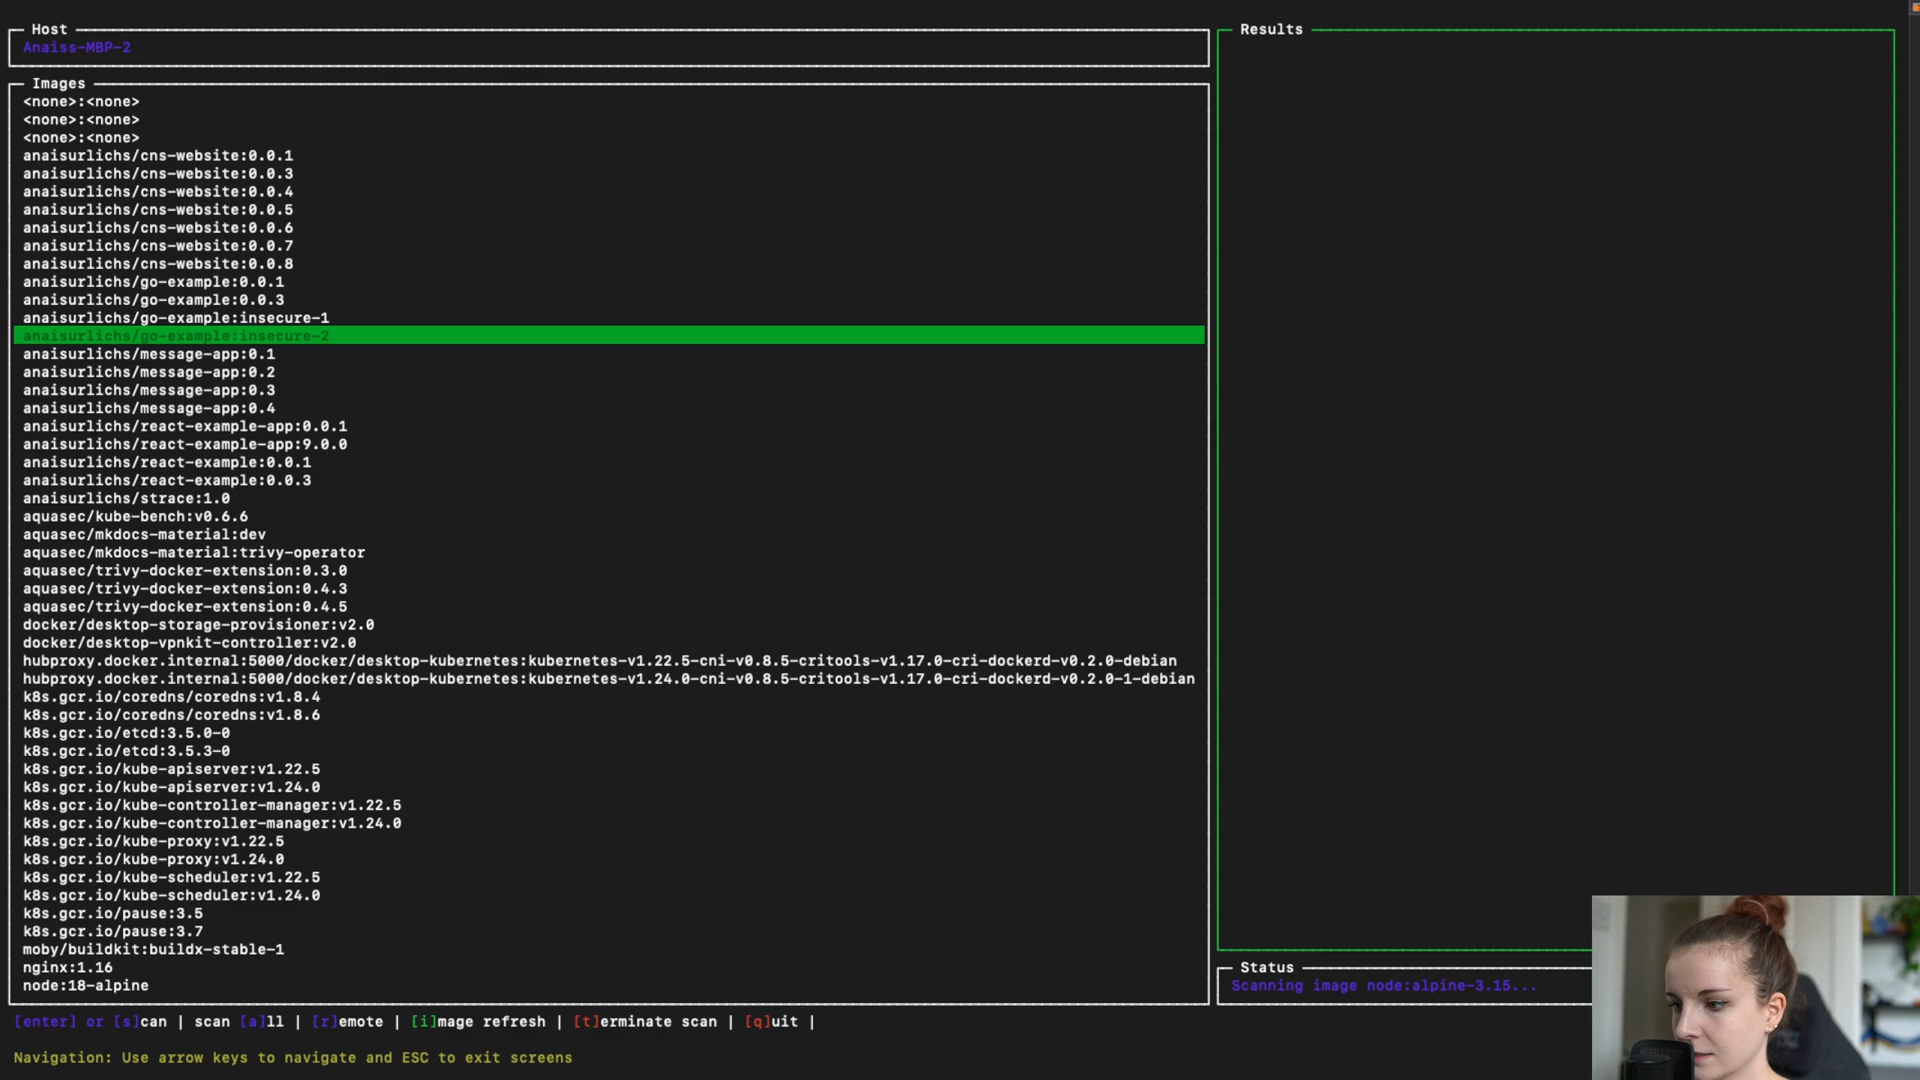 Host
Anaiss-MBP-2
Images
<none>:<none>
<none>:<none>
<none>:<none>
anaisurlichs/cns-website:0.0.1
anaisurlichs/cns-website:0.0.3
anaisurlichs/cns-website:0.0.4
anaisurlichs/cns-website:0.0.5
anaisurlichs/cns-website:0.0.6
anaisurlichs/cns-website:0.0.7
anaisurlichs/cns-website:0.0.8
anaisurlichs/go-example:0.0.1
anaisurlichs/go-example:0.0.3
anaisurlichs/go-example:insecure-1
anaisurlichs/go-example:insecure-2
anaisurlichs/message-app:0.1
anaisurlichs/message-app:0.2
anaisurlichs/message-app:0.3
anaisurlichs/message-app:0.4
anaisurlichs/react-example-app:0.0.1
anaisurlichs/react-example-app:9.0.0
anaisurlichs/react-example:0.0.1
anaisurlichs/react-example:0.0.3
anaisurlichs/strace:1.0
aquasec/kube-bench:v0.6.6
aquasec/mkdocs-material:dev
aquasec/mkdocs-material:trivy-operator
aquasec/trivy-docker-extension:0.3.0
aquasec/trivy-docker-extension:0.4.3
aquasec/trivy-docker-extension:0.4.5
docker/desktop-storage-provisioner:v2.0
docker/desktop-vpnkit-controller:v2.0
hubproxy.docker.internal:5000/docker/desktop-kubernetes:kubernetes-v1.22.5-cni-v0.8.5-critools-v1.17.0-cri-dockerd-v0.2.0-debian
hubproxy.docker.internal:5000/docker/desktop-kubernetes:kubernetes-v1.24.0-cni-v0.8.5-critools-v1.17.0-cri-dockerd-v0.2.0-1-debian
k8s.gcr.io/coredns/coredns:v1.8.4
k8s.gcr.io/coredns/coredns:v1.8.6
k8s.gcr.io/etcd:3.5.0-0
k8s.gcr.io/etcd:3.5.3-0
k8s.gcr.io/kube-apiserver:v1.22.5
k8s.gcr.io/kube-apiserver:v1.24.0
k8s.gcr.io/kube-controller-manager:v1.22.5
k8s.gcr.io/kube-controller-manager:v1.24.0
k8s.gcr.io/kube-proxy:v1.22.5
k8s.gcr.io/kube-proxy:v1.24.0
k8s.gcr.io/kube-scheduler:v1.22.5
k8s.gcr.io/kube-scheduler:v1.24.0
k8s.gcr.io/pause:3.5
k8s.gcr.io/pause:3.7
moby/buildkit:buildx-stable-1
nginx:1.16
node:18-alpine
Results
Status
Scanning image node:alpine-3.15...
[enter] or [s]can | scan [a]ll | [r]emote | [i]mage refresh | [t]erminate scan | [q]uit |
Navigation: Use arrow keys to navigate and ESC to exit screens